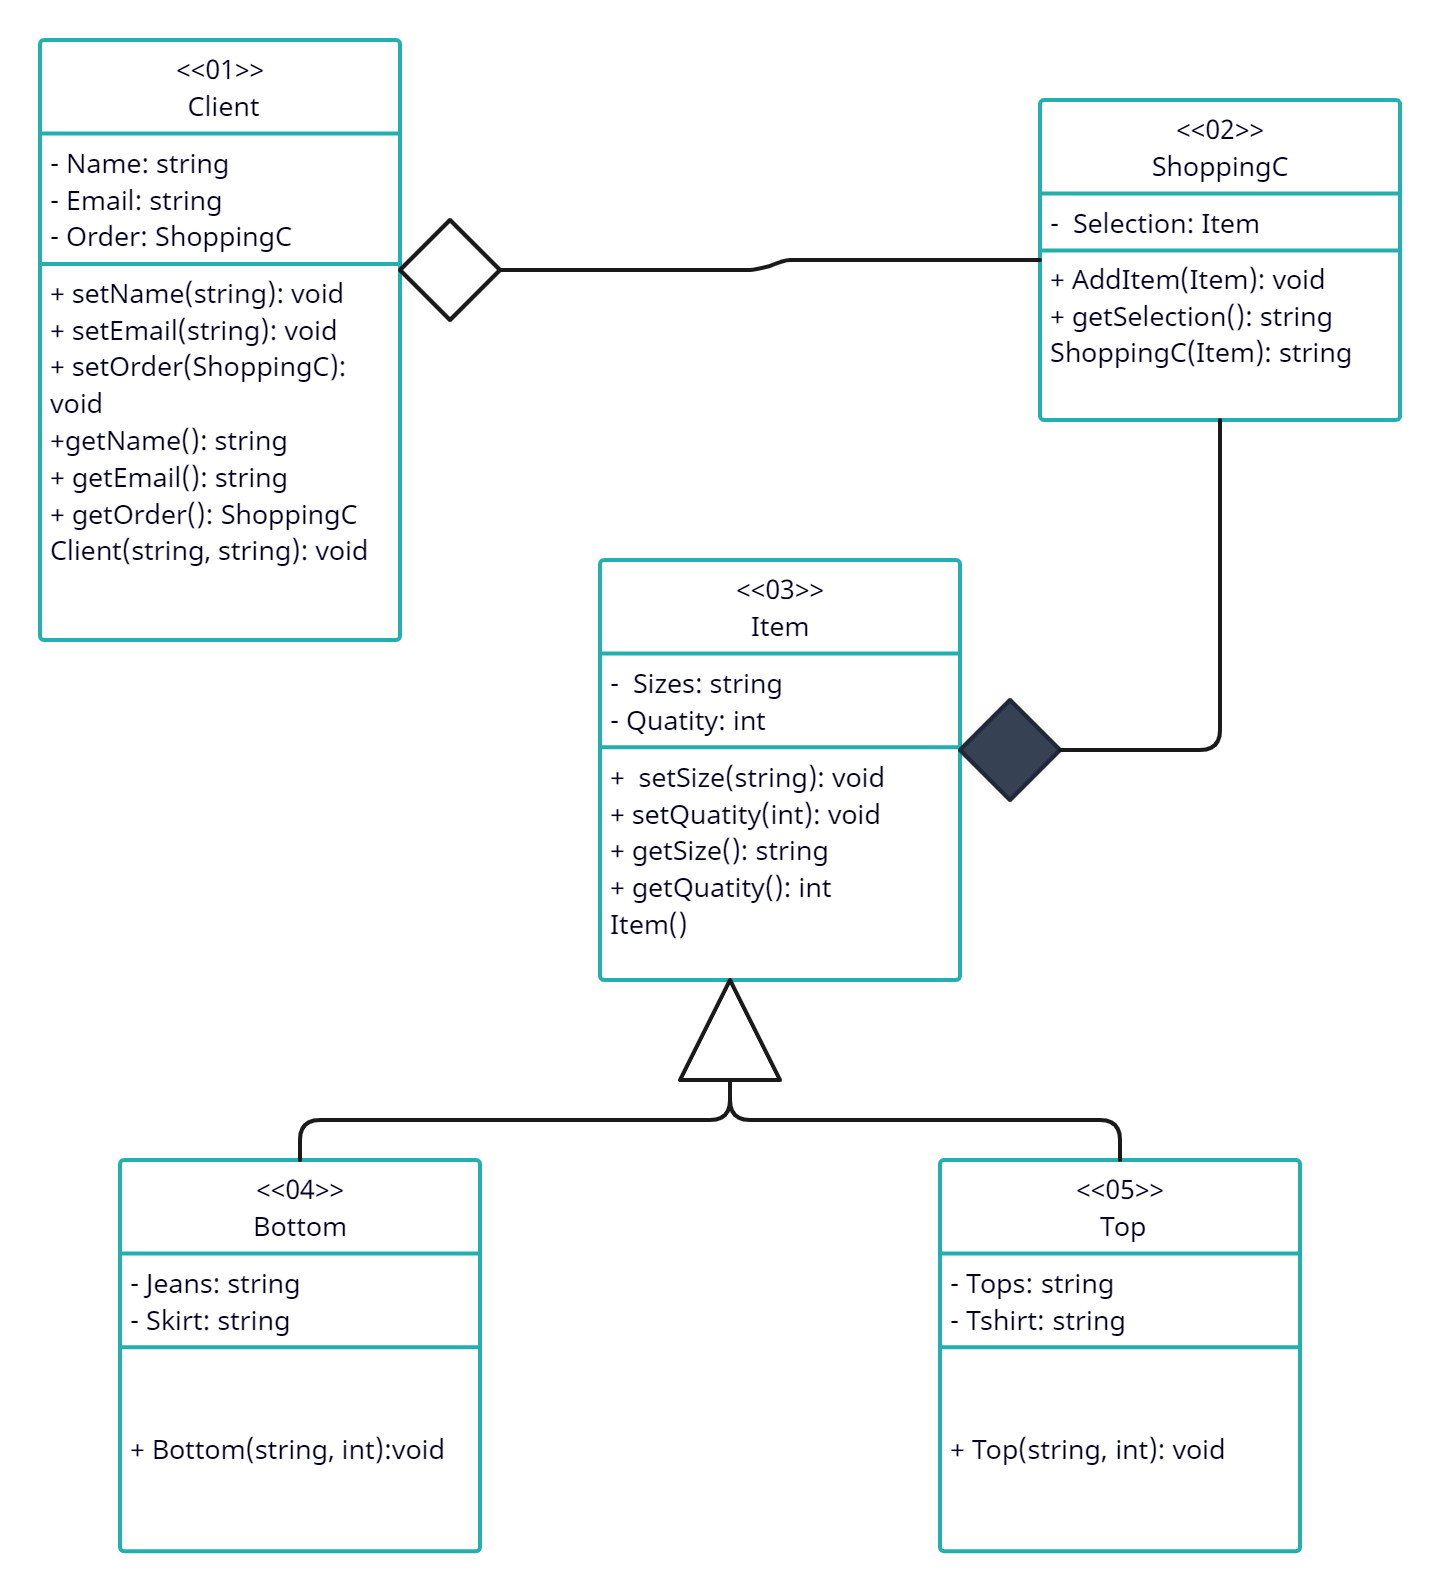 <<01>>
Client
- Name: string
- Email: string
- Order: ShoppingC
+ setName(string): void
+ setEmail(string): void
+ setOrder(ShoppingC):
void
+getName(): string
+ getEmail(): string
+ getOrder(): ShoppingC
Client(string, string): void
<<02>>
ShoppingC
-  Selection: Item
+ AddItem(Item): void
+ getSelection(): string
ShoppingC(Item): string
<<03>>
Item
-  Sizes: string
- Quatity: int
+  setSize(string): void
+ setQuatity(int): void
+ getSize(): string
+ getQuatity(): int
Item()
<<04>>
Bottom
- Jeans: string
- Skirt: string
+ Bottom(string, int):void
<<05>>
Top
- Tops: string
- Tshirt: string
+ Top(string, int): void